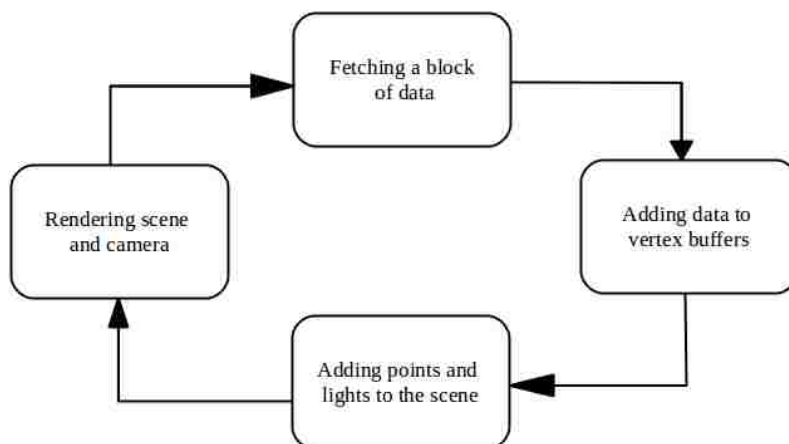 Fetching a block
of data
Adding data to
vertex buffers
Adding points and
lights to the scene
Rendering scene
and camera